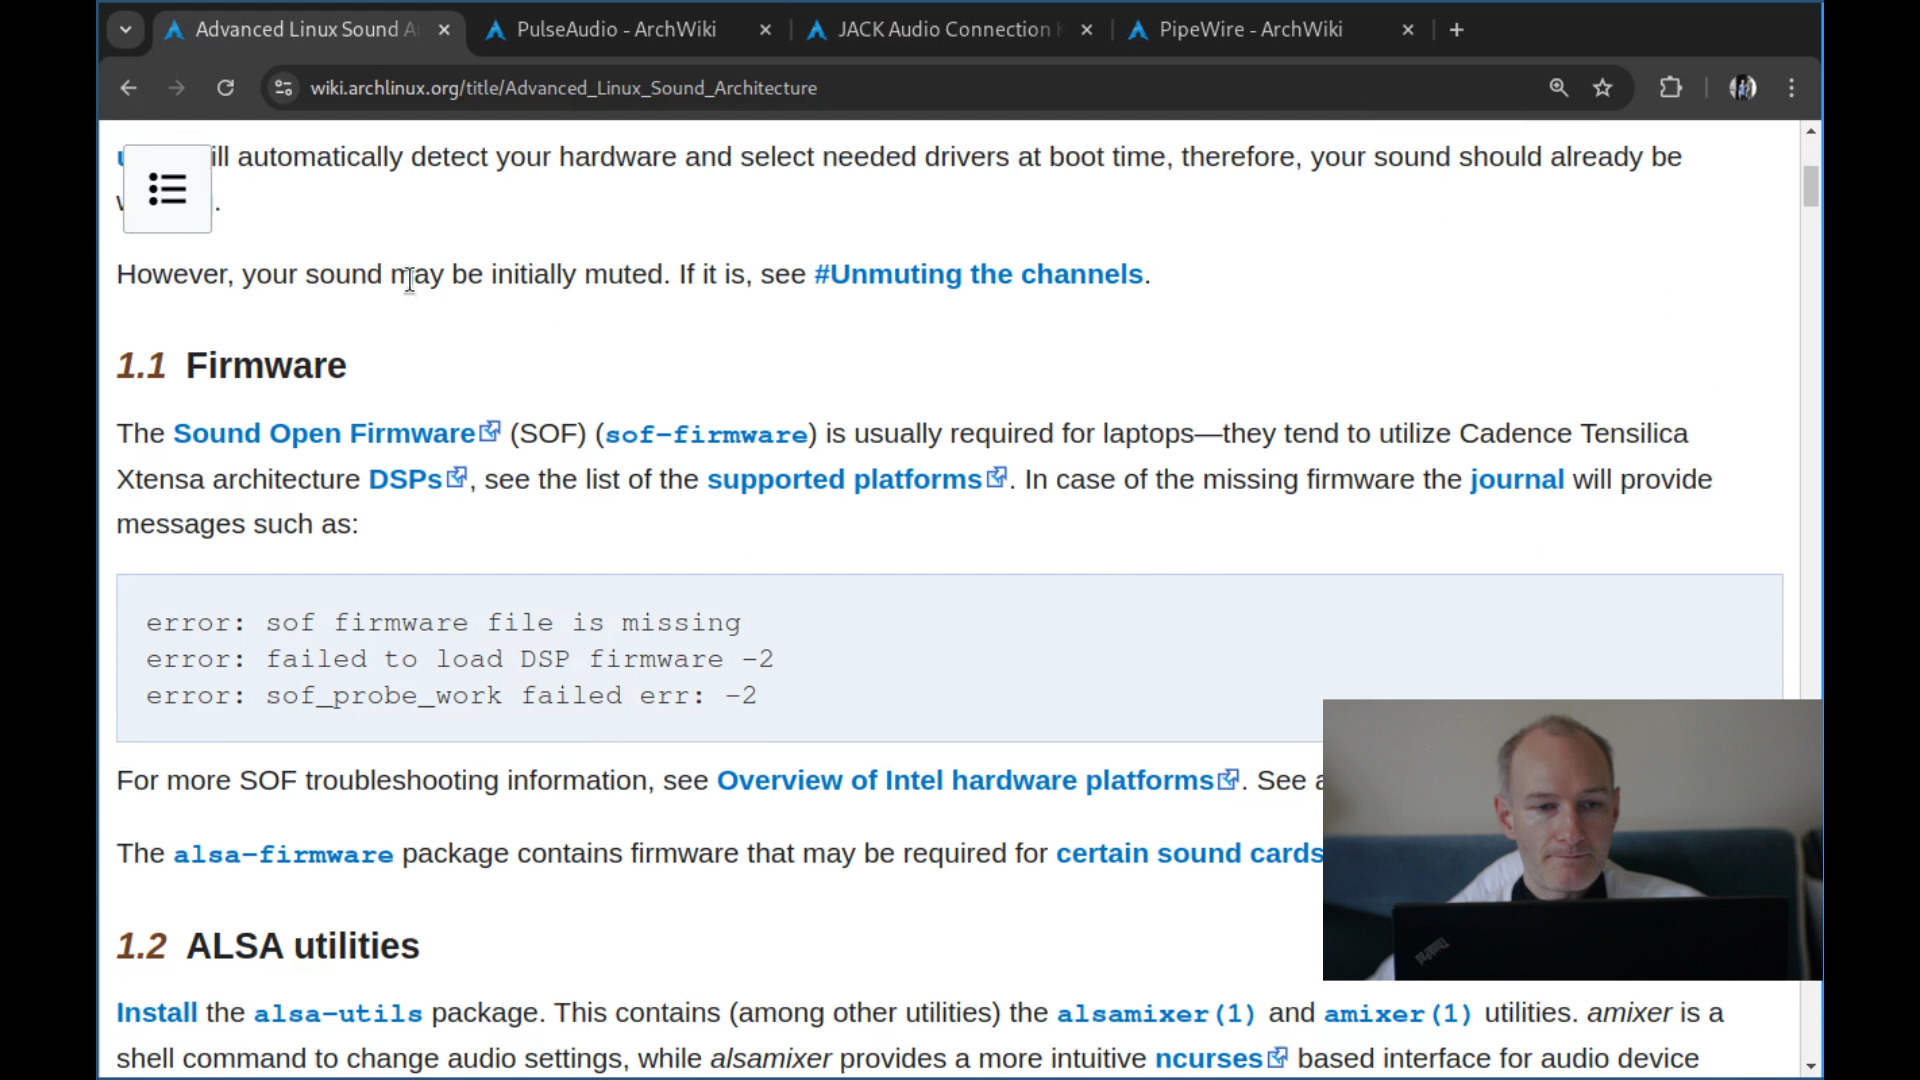 Advanced Linux Sound A
PulseAudio - ArchWiki
JACK Audio Connection
PipeWire - ArchWiki
wiki.archlinux.org/title/Advanced_Linux_Sound_Architecture
ill automatically detect your hardware and select needed drivers at boot time, therefore, your sound should already be
.
However, your sound may be initially muted. If it is, see #Unmuting the channels.
1.1 Firmware
The Sound Open Firmware (SOF) (sof-firmware) is usually required for laptops—they tend to utilize Cadence Tensilica
Xtensa architecture DSPs, see the list of the supported platforms. In case of the missing firmware the journal will provide
messages such as:
error: sof firmware file is missing
error: failed to load DSP firmware -2
error: sof_probe_work failed err: -2
For more SOF troubleshooting information, see Overview of Intel hardware platforms. See a
The alsa-firmware package contains firmware that may be required for certain sound cards
1.2 ALSA utilities
Install the alsa-utils package. This contains (among other utilities) the alsamixer(1) and amixer(1) utilities. amixer is a
shell command to change audio settings, while alsamixer provides a more intuitive ncurses based interface for audio device
ThinkPad